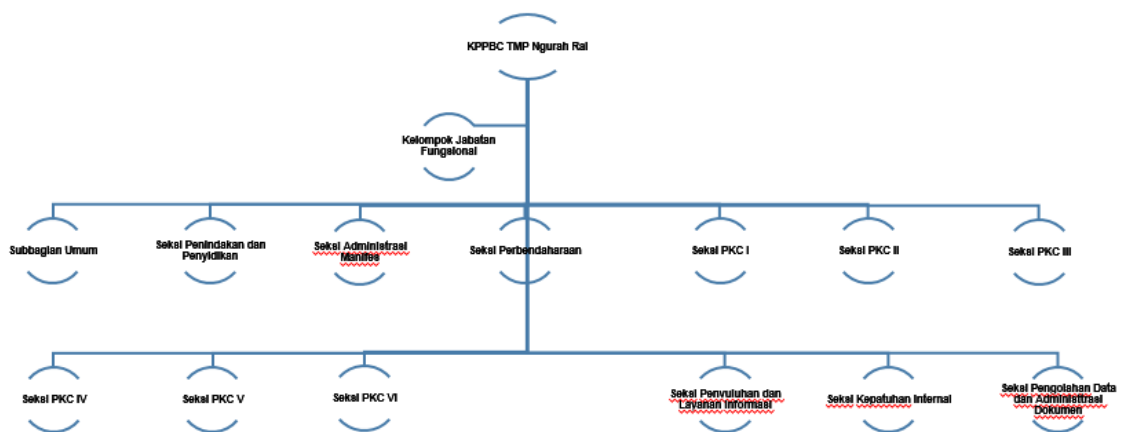 KPPBC TMP Ngurah Rai
Kelompok Jabatan
Fungsional
Subbagian Umum
Seksi Penindakan dan
Penyidikan
Seksi Administrasi
Manifes
Seksi Perbendaharaan
Seksi PKC I
Seksi PKC II
Seksi PKC III
Seksi PKC IV
Seksi PKC V
Seksi PKC VI
Seksi Penyuluhan dan
Layanan Informasi
Seksi Kepatuhan Internal
Seksi Pengolahan Data
dan Administrasi
Dokumen